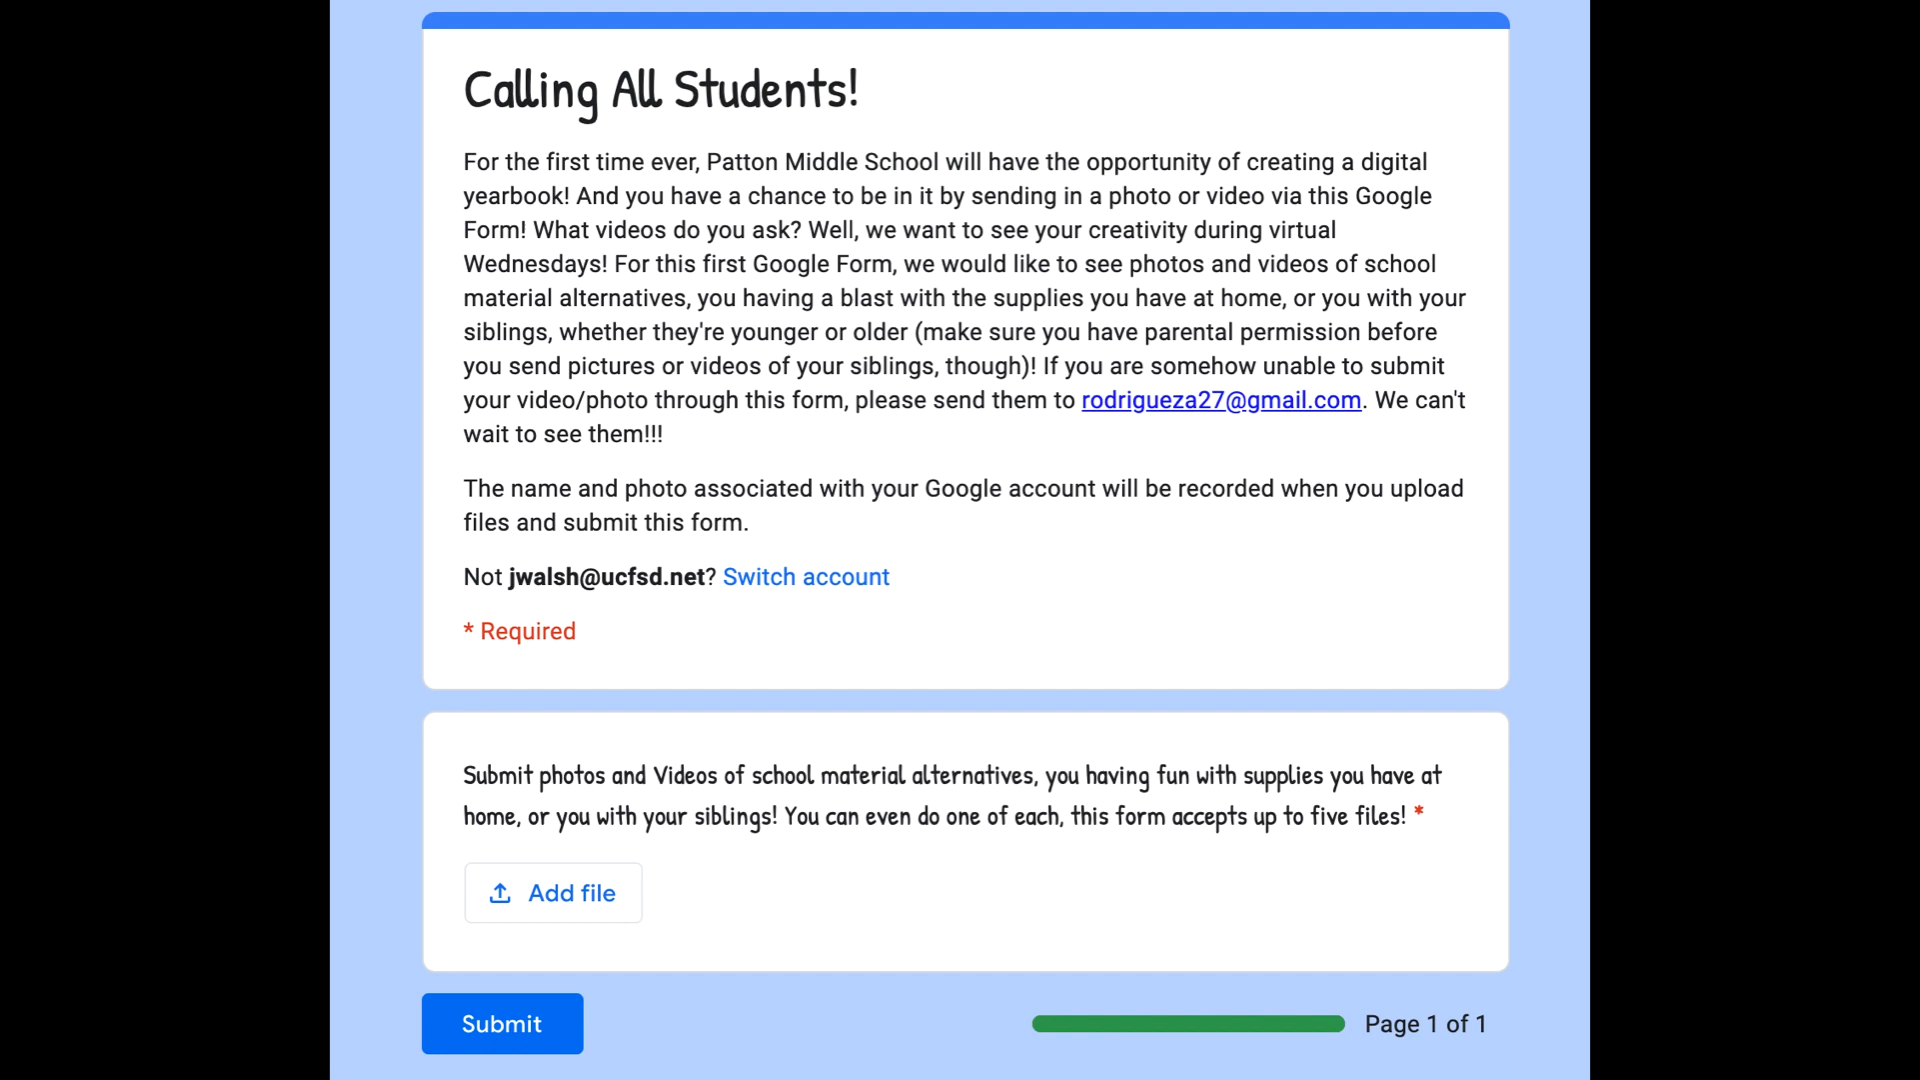 Calling All Students!
For the first time ever, Patton Middle School will have the opportunity of creating a digital
yearbook! And you have a chance to be in it by sending in a photo or video via this Google
Form! What videos do you ask? Well, we want to see your creativity during virtual
Wednesdays! For this first Google Form, we would like to see photos and videos of school
material alternatives, you having a blast with the supplies you have at home, or you with your
siblings, whether they're younger or older (make sure you have parental permission before
you send pictures or videos of your siblings, though)! If you are somehow unable to submit
your video/photo through this form, please send them to rodrigueza27@gmail.com. We can't
wait to see them!!!
The name and photo associated with your Google account will be recorded when you upload
files and submit this form.
Not jwalsh@ucfsd.net? Switch account
* Required
Submit photos and Videos of school material alternatives, you having fun with supplies you have at
home, or you with your siblings! You can even do one of each, this form accepts up to five files! *
Add file
Submit
Page 1 of 1